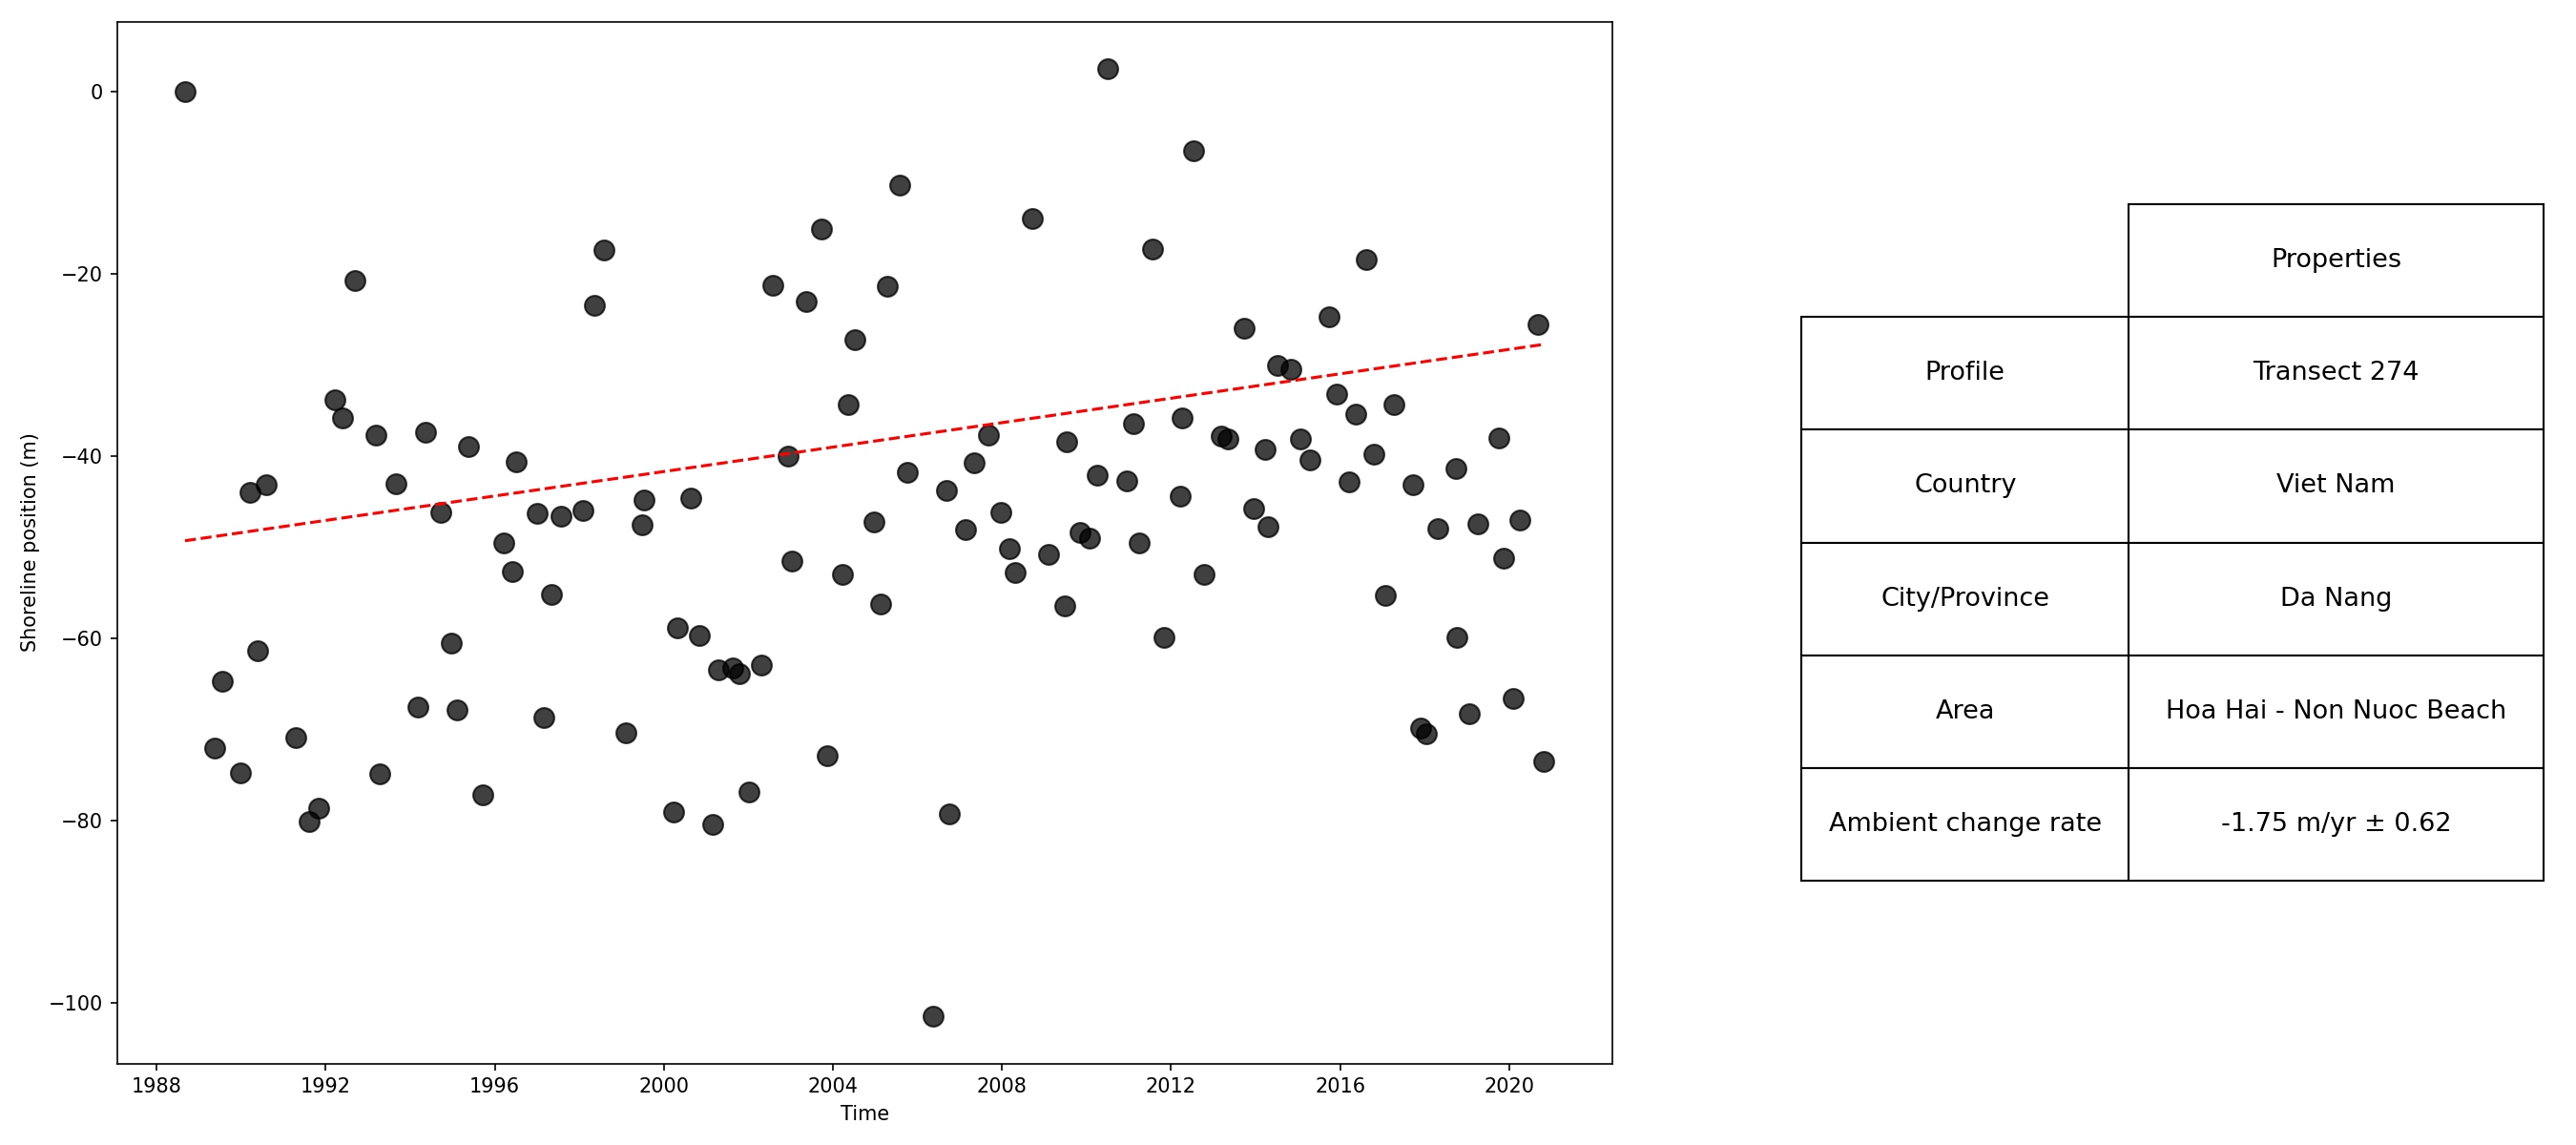 0
−20
−40
−60
−80
−100
Shoreline position (m)
1988 1992 1996 2000 2004 2008 2012 2016 2020
Time
Properties
Profile Transect 274
Country Viet Nam
City/Province Da Nang
Area Hoa Hai - Non Nuoc Beach
Ambient change rate -1.75 m/yr ± 0.62